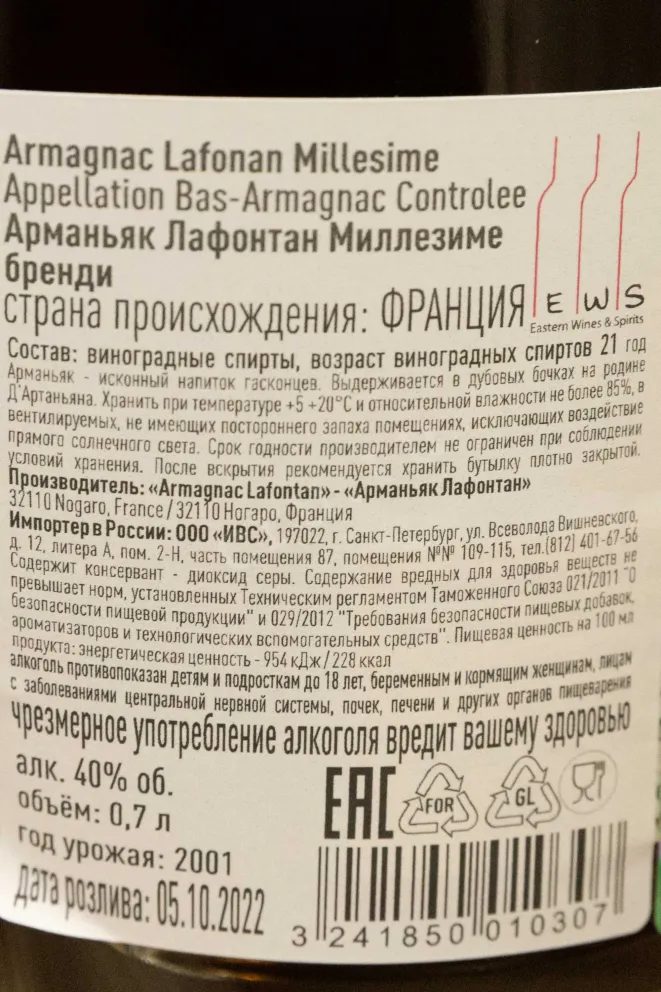 Armagnac Lafonan Millesime
Appellation Bas-Armagnac Controlee
Арманьяк Лафонтан Миллезиме
бренди
страна происхождения: ФРАНЦИЯ
E W S
Eastern Wines & Spirits
Состав: виноградные спирты, возраст виноградных спиртов 21 год
Арманьяк - исконный напиток гасконцев. Выдерживается в дубовых бочках на родине
Д'Артаньяна. Хранить при температуре +5 +20°С и относительной влажности не более 85%, в
вентилируемых, не имеющих постороннего запаха помещениях, исключающих воздействие
прямого солнечного света. Срок годности производителем не ограничен при соблюдении
условий хранения. После вскрытия рекомендуется хранить бутылку плотно закрытой.
Производитель: «Armagnac Lafontan» - «Арманьяк Лафонтан»
32110 Nogaro, France / 32110 Ногаро, Франция
Импортер в России: ООО «ИВС», 197022, г. Санкт-Петербург, ул. Всеволода Вишневского,
д. 12, литера А, пом. 2-Н, часть помещения 87, помещения №№ 109-115, тел.(812) 401-67-56
Содержит консервант - диоксид серы. Содержание вредных для здоровья веществ не
превышает норм, установленных Техническим регламентом Таможенного Союза 021/2011 "О
безопасности пищевой продукции" и 029/2012 "Требования безопасности пищевых добавок,
ароматизаторов и технологических вспомогательных средств". Пищевая ценность на 100 мл
продукта: энергетическая ценность - 954 кДж / 228 ккал
алкоголь противопоказан детям и подросткам до 18 лет, беременным и кормящим женщинам, лицам
с заболеваниями центральной нервной системы, почек, печени и других органов пищеварения
чрезмерное употребление алкоголя вредит вашему здоровью
алк. 40% об.
объём: 0,7 л
год урожая: 2001
дата розлива: 05.10.2022
EAC
FOR
GL
3 241850 010307